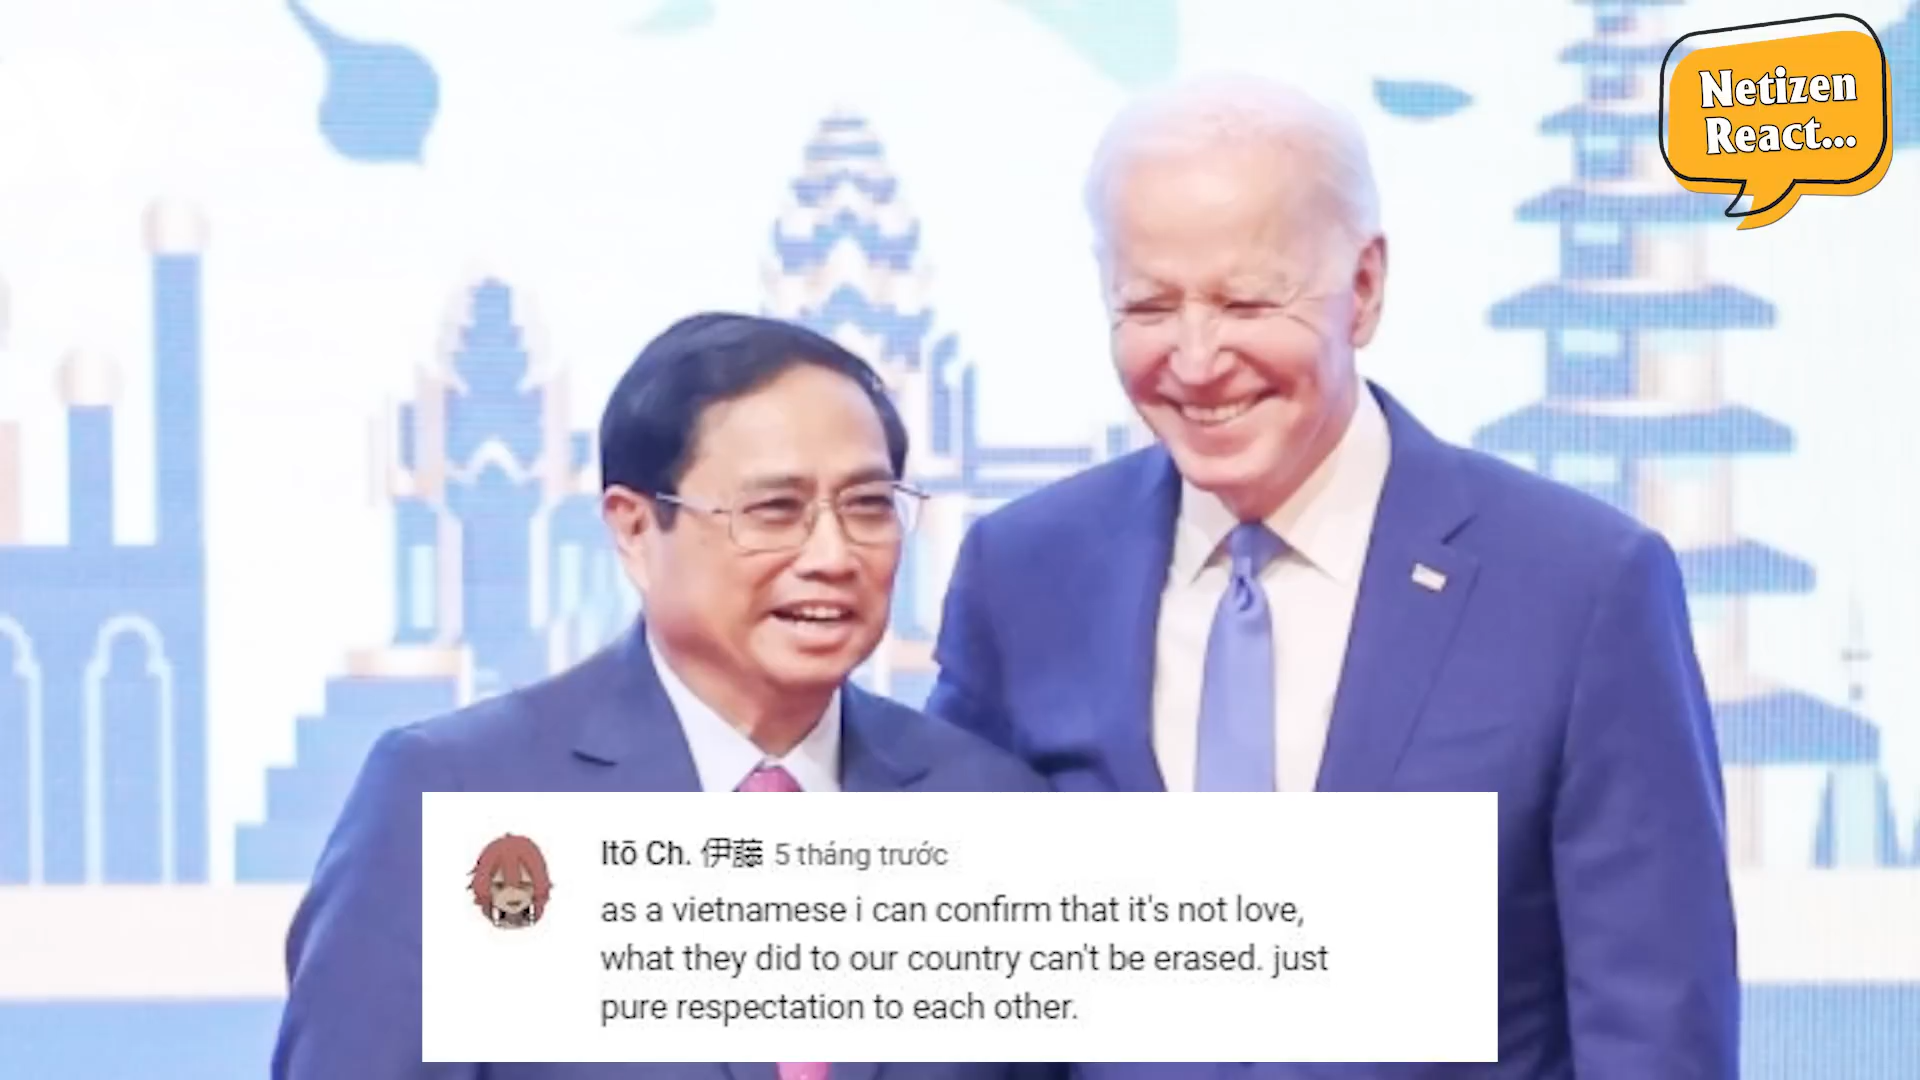 Netizen
React...
Itō Ch. 伊藤 5 tháng trước
as a vietnamese i can confirm that it's not love,
what they did to our country can't be erased. just
pure respectation to each other.